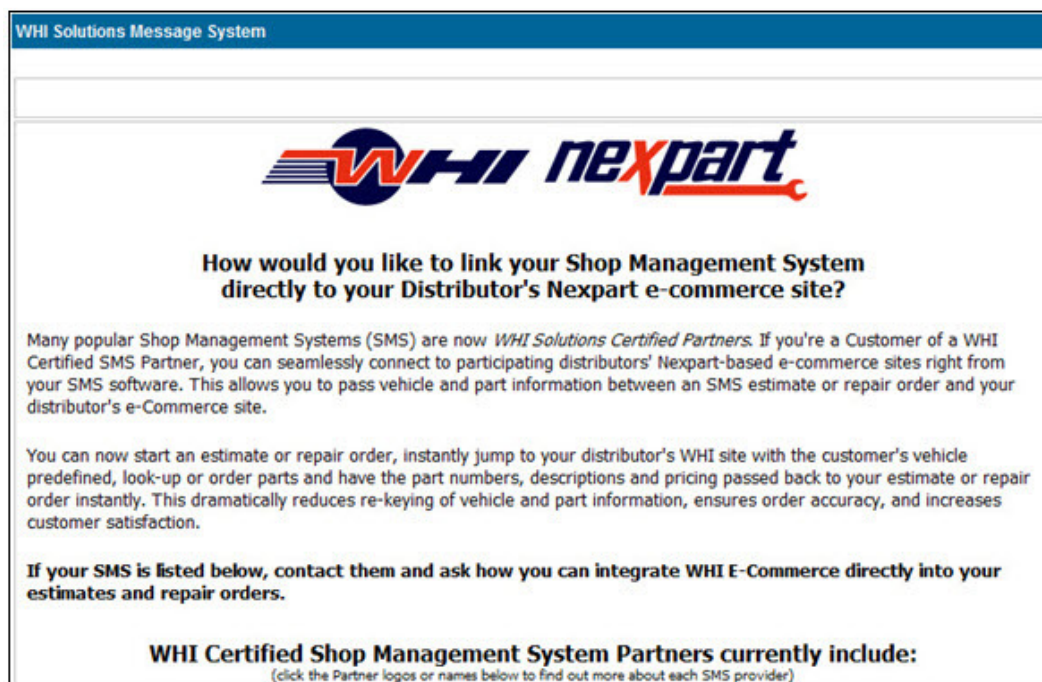 WHI Solutions Message System
WHI nexpart
How would you like to link your Shop Management System
directly to your Distributor's Nexpart e-commerce site?
Many popular Shop Management Systems (SMS) are now WHI Solutions Certified Partners. If you're a Customer of a WHI
Certified SMS Partner, you can seamlessly connect to participating distributors' Nexpart-based e-commerce sites right from
your SMS software. This allows you to pass vehicle and part information between an SMS estimate or repair order and your
distributor's e-Commerce site.
You can now start an estimate or repair order, instantly jump to your distributor's WHI site with the customer's vehicle
predefined, look-up or order parts and have the part numbers, descriptions and pricing passed back to your estimate or repair
order instantly. This dramatically reduces re-keying of vehicle and part information, ensures order accuracy, and increases
customer satisfaction.
If your SMS is listed below, contact them and ask how you can integrate WHI E-Commerce directly into your
estimates and repair orders.
WHI Certified Shop Management System Partners currently include:
(click the Partner logos or names below to find out more about each SMS provider)